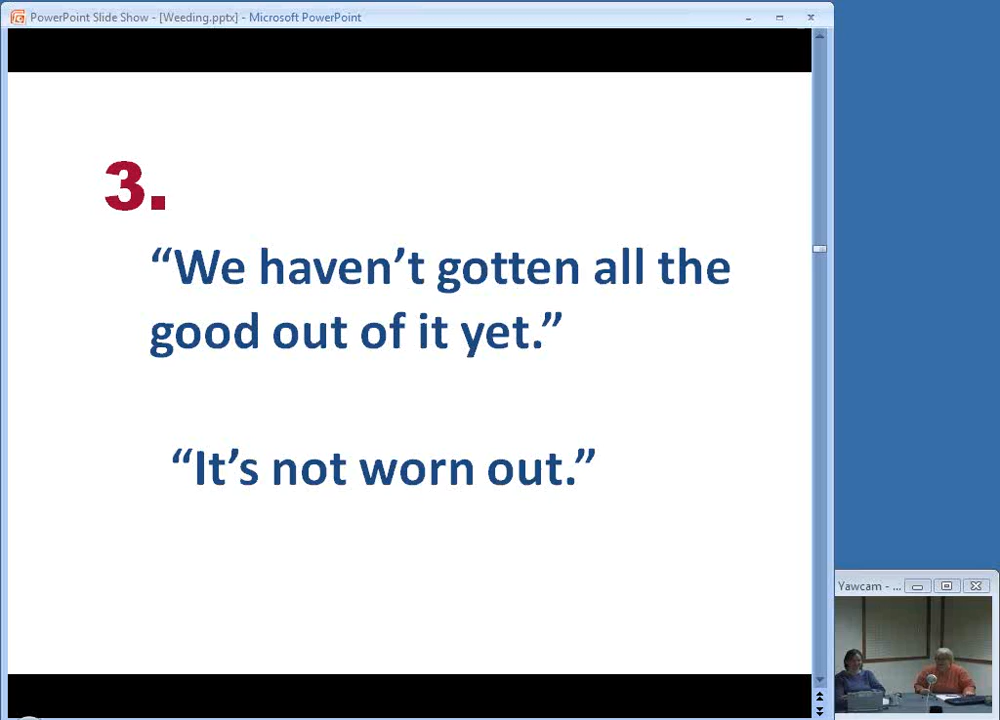 PowerPoint Slide Show - [Weeding.pptx] - Microsoft PowerPoint
3.
“We haven’t gotten all the
good out of it yet.”
“It’s not worn out.”
Yawcam - ...